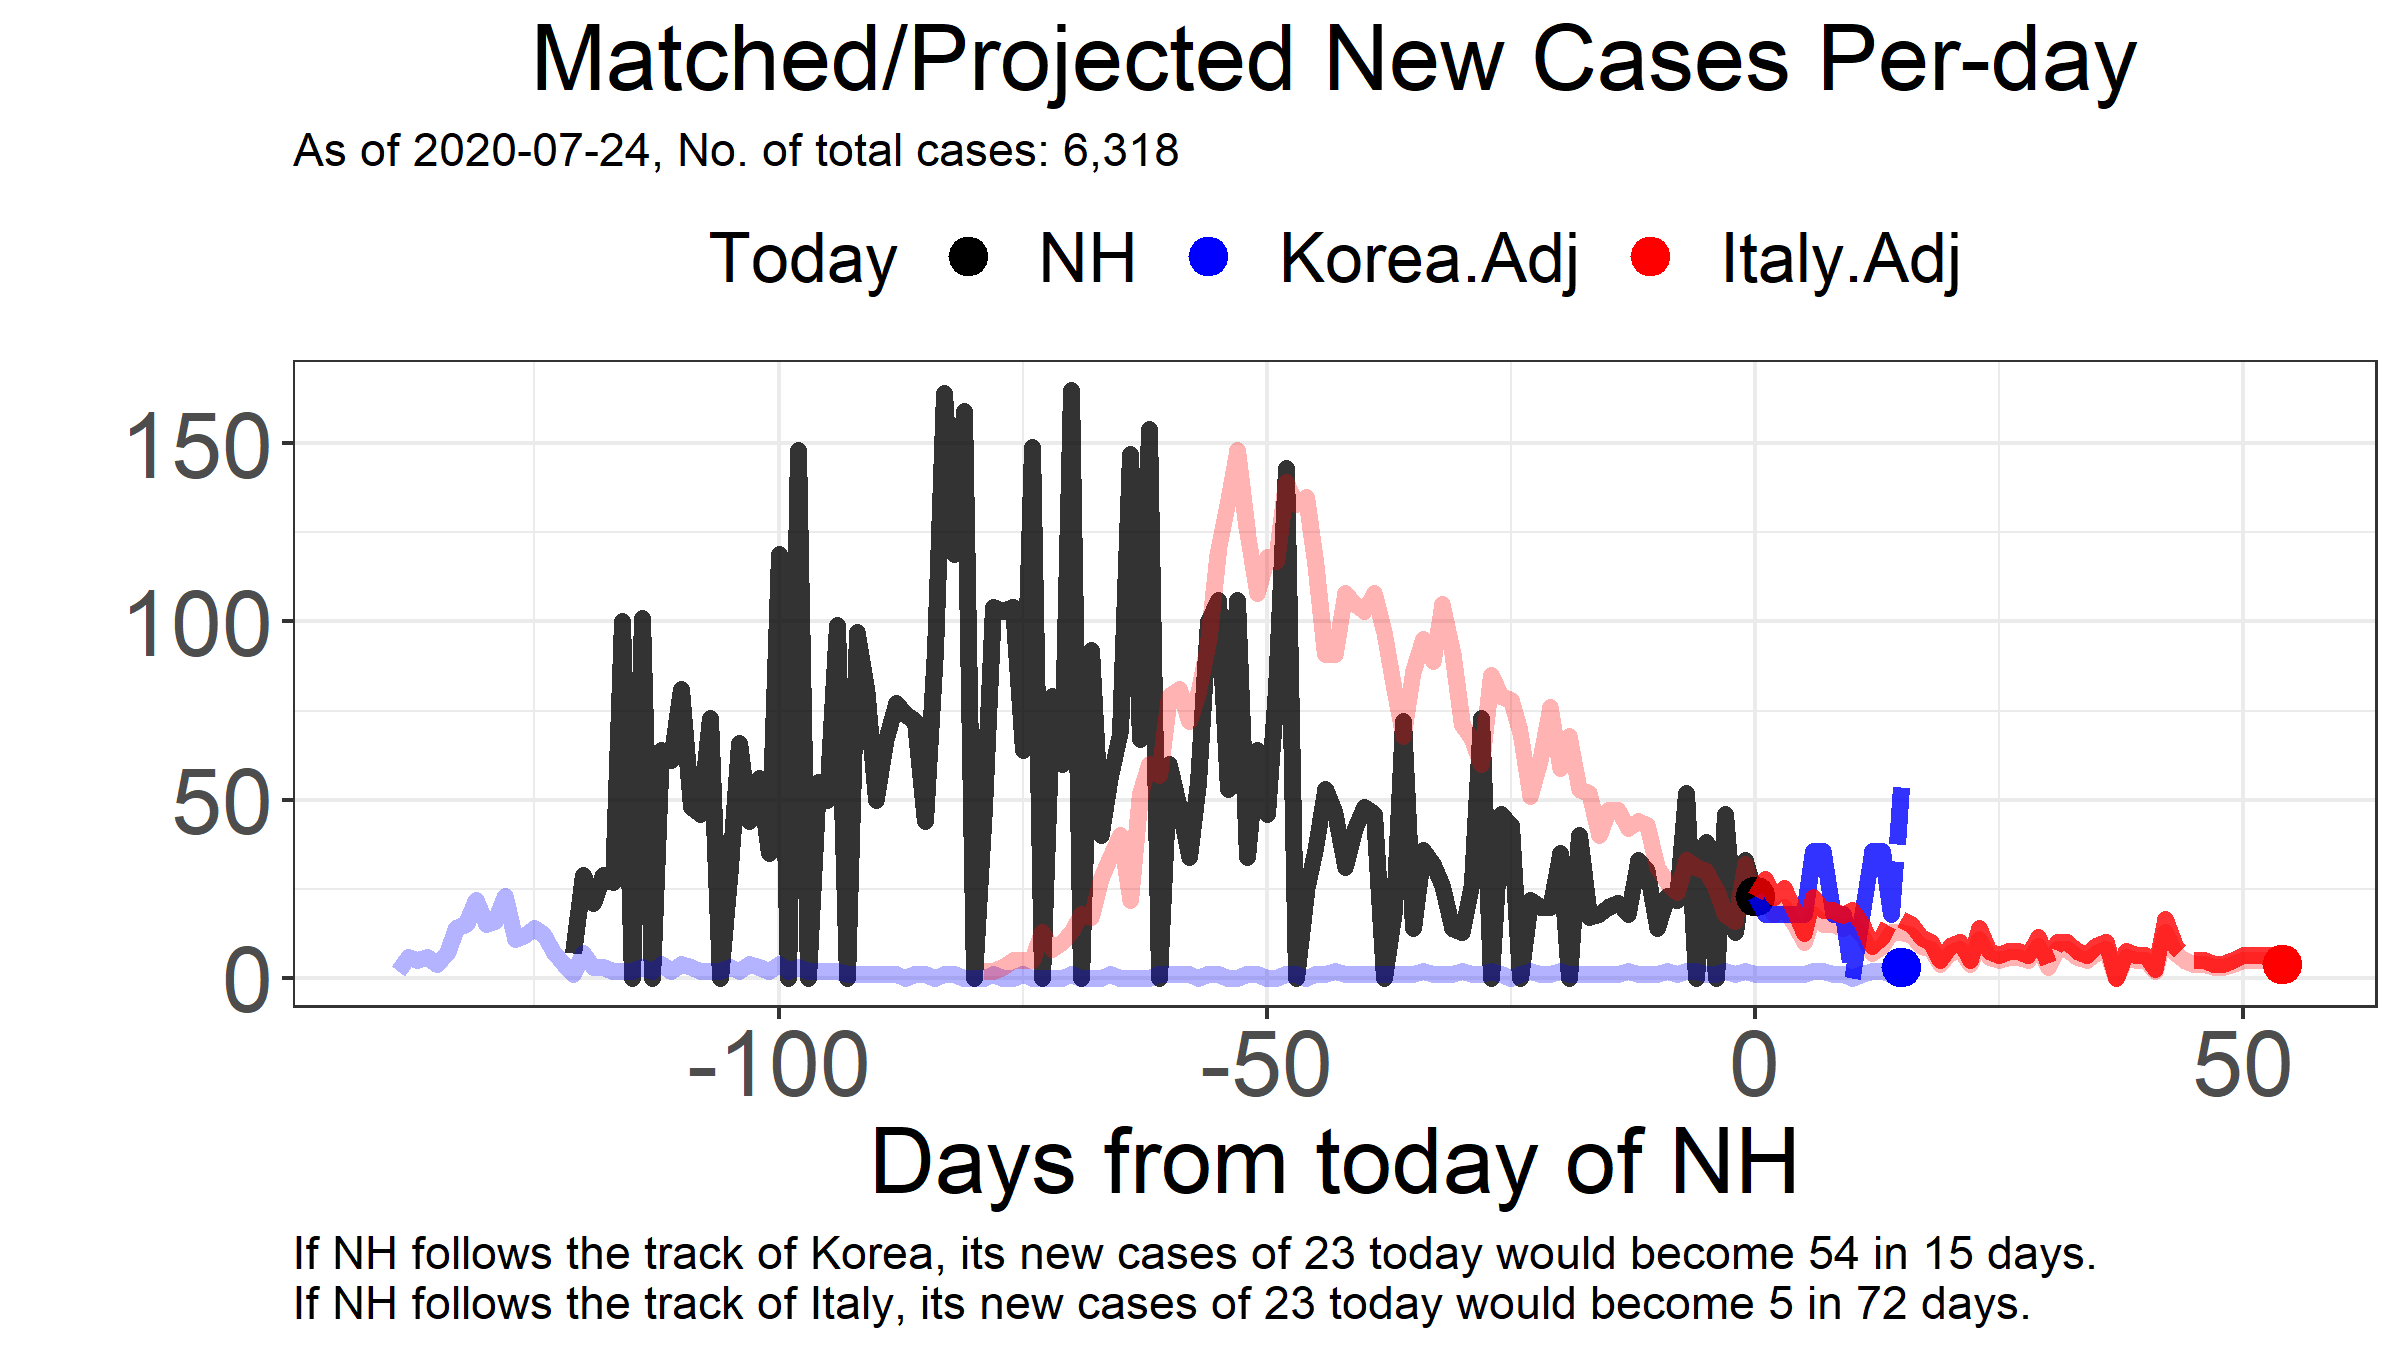 Matched/Projected New Cases Per-day
As of 2020-07-24, No. of total cases: 6,318
Today NH Korea.Adj Italy.Adj
150
100
50
0
-100 -50 0 50
Days from today of NH
If NH follows the track of Korea, its new cases of 23 today would become 54 in 15 days.
If NH follows the track of Italy, its new cases of 23 today would become 5 in 72 days.